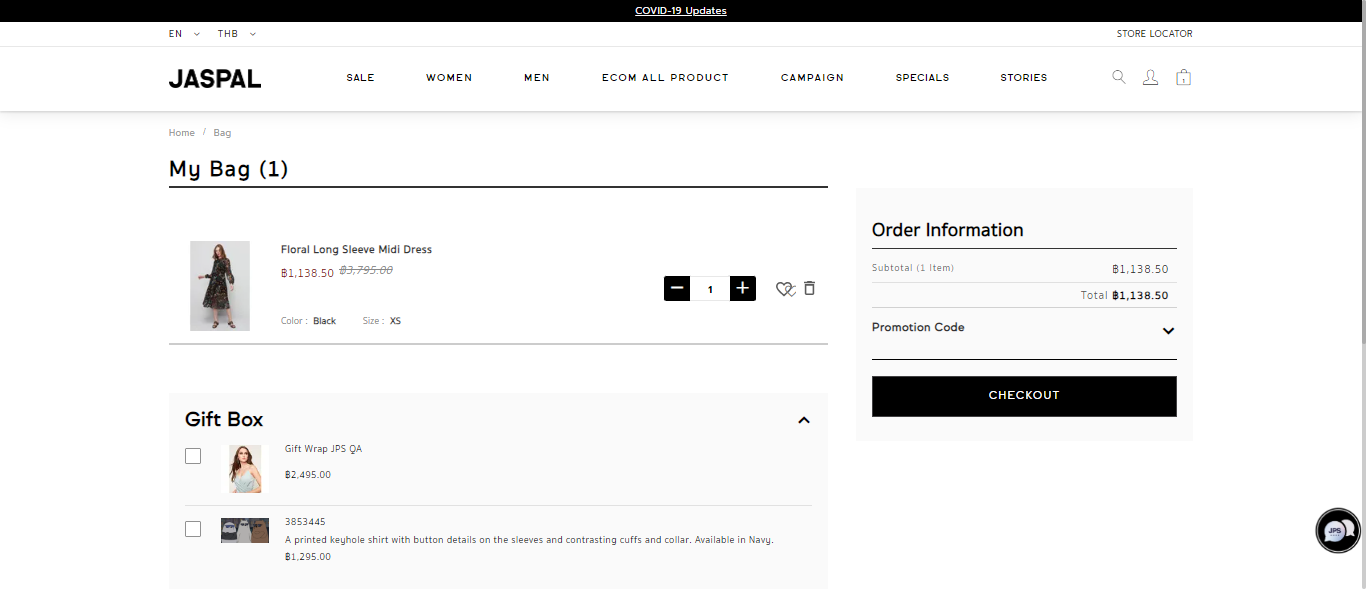 COVID-19 Updates
EN THB STORE LOCATOR
JASPAL SALE WOMEN MEN ECOM ALL PRODUCT CAMPAIGN SPECIALS STORIES 1
Home / Bag
My Bag (1)
Floral Long Sleeve Midi Dress
฿1,138.50 ฿3,795.00
1
Color : Black Size : XS
Order Information
Subtotal (1 Item) ฿1,138.50
Total ฿1,138.50
Promotion Code
CHECKOUT
Gift Box
Gift Wrap JPS QA
฿2,495.00
3853445
A printed keyhole shirt with button details on the sleeves and contrasting cuffs and collar. Available in Navy.
฿1,295.00
JPS